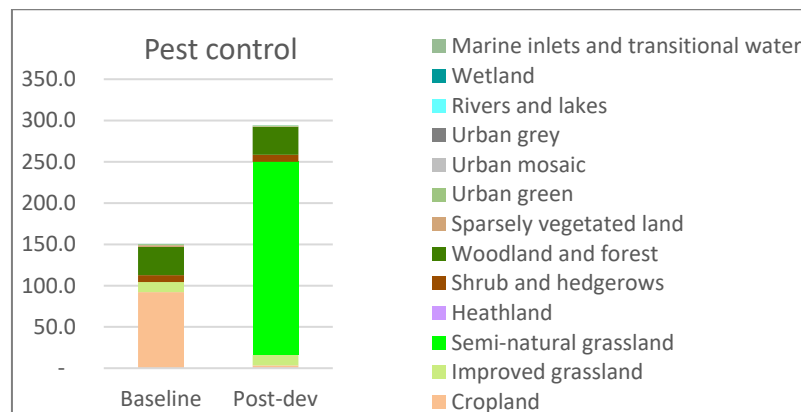 Pest control
350.0
300.0
250.0
200.0
150.0
100.0
50.0
-
Baseline Post-dev
Marine inlets and transitional water
Wetland
Rivers and lakes
Urban grey
Urban mosaic
Urban green
Sparsely vegetated land
Woodland and forest
Shrub and hedgerows
Heathland
Semi-natural grassland
Improved grassland
Cropland